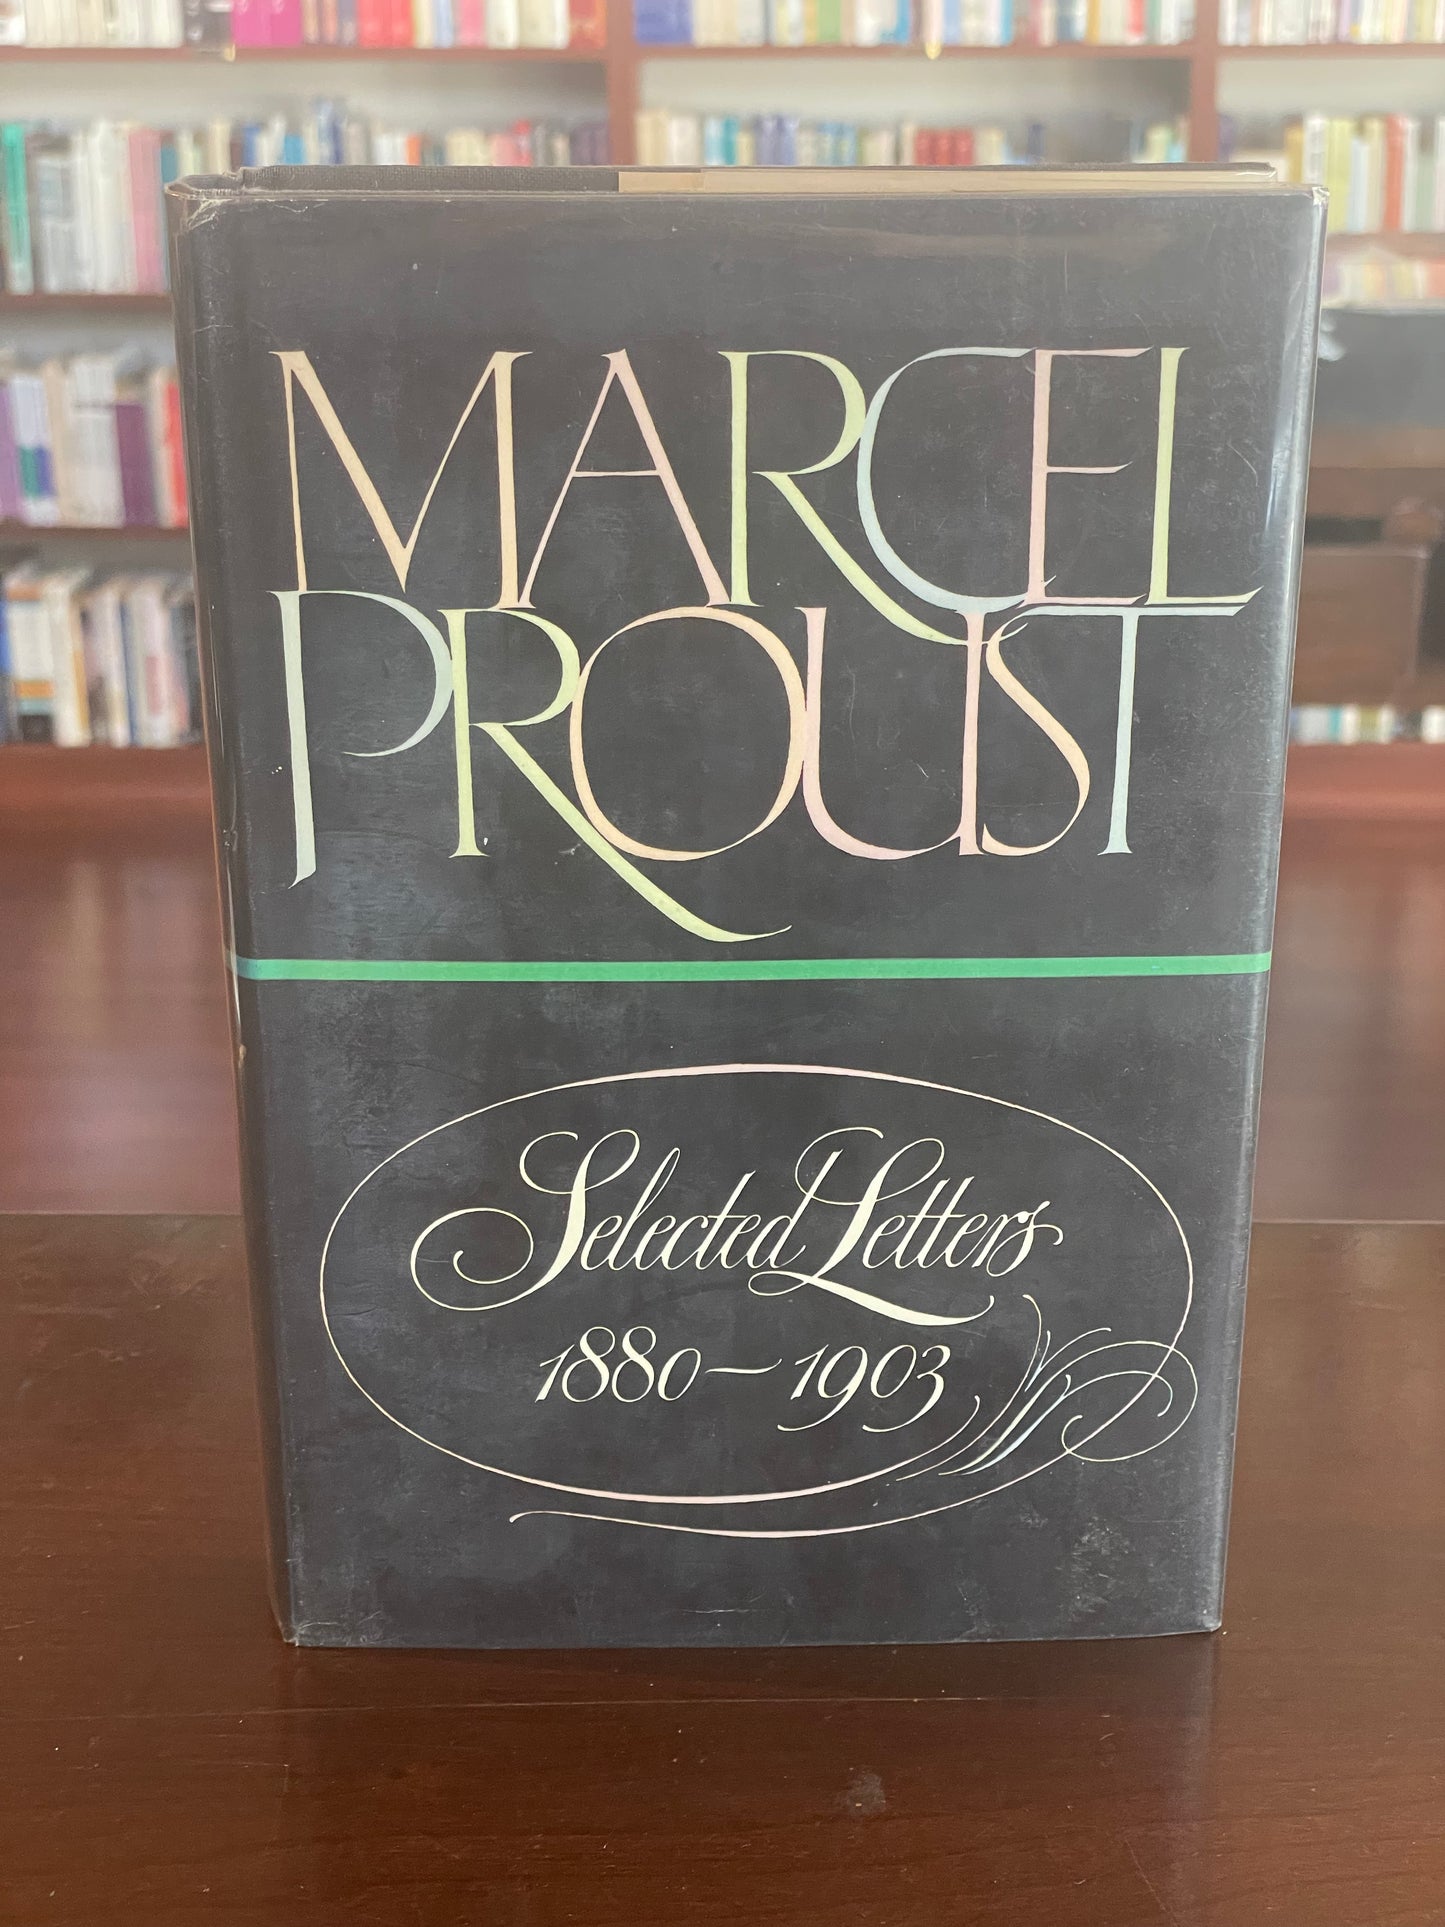 MARCEL
PROUST
Selected Letters
1880–1903